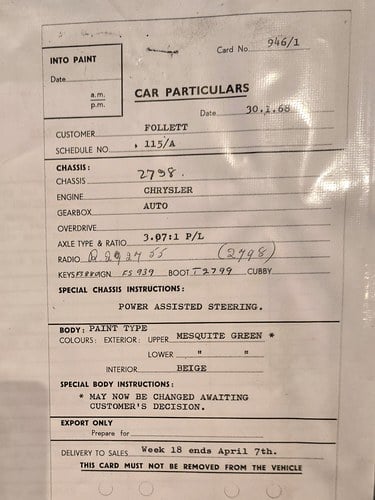 Card No. 946/1
INTO PAINT
Date
a.m.
p.m.
CAR PARTICULARS
Date 30.1.68
CUSTOMER FOLLETT
SCHEDULE NO. 115/A
CHASSIS:
CHASSIS 2798.
ENGINE CHRYSLER
GEARBOX AUTO
OVERDRIVE
AXLE TYPE & RATIO 3.07:1 P/L
RADIO (2798)
KEYS IGN. FS 939 BOOT T2799 CUBBY
SPECIAL CHASSIS INSTRUCTIONS:
POWER ASSISTED STEERING.
BODY: PAINT TYPE
COLOURS: EXTERIOR: UPPER MESQUITE GREEN *
LOWER " "
INTERIOR BEIGE
SPECIAL BODY INSTRUCTIONS:
* MAY NOW BE CHANGED AWAITING
CUSTOMER'S DECISION.
EXPORT ONLY
Prepare for
DELIVERY TO SALES Week 18 ends April 7th.
THIS CARD MUST NOT BE REMOVED FROM THE VEHICLE